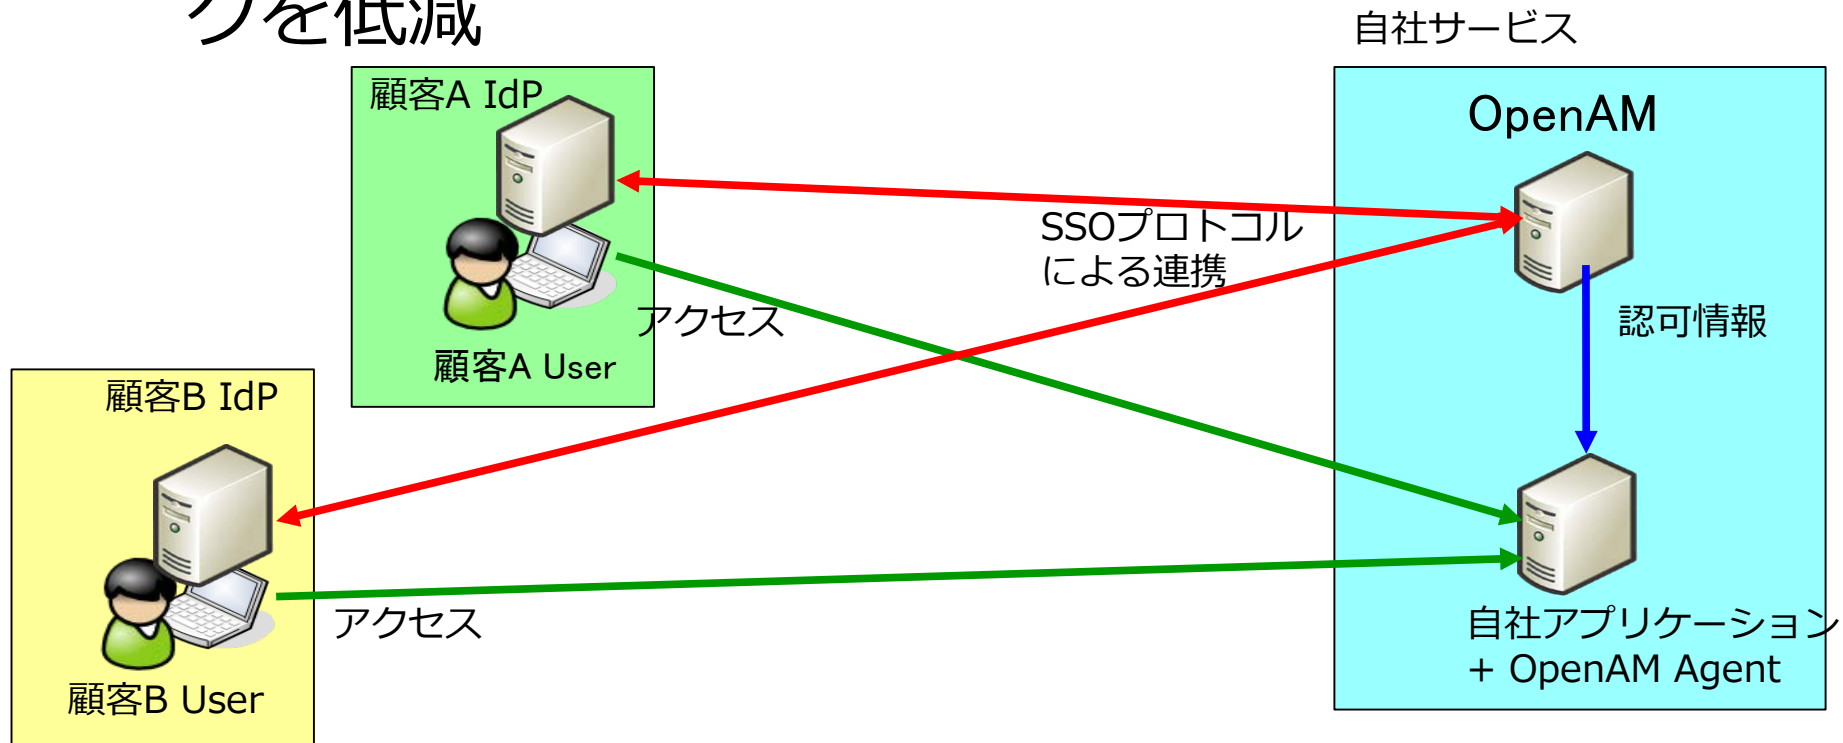 クを低減
自社サービス
顧客A IdP
OpenAM
SSOプロトコル
による連携
アクセス
認可情報
顧客A User
顧客B IdP
アクセス
自社アプリケーション
+ OpenAM Agent
顧客B User